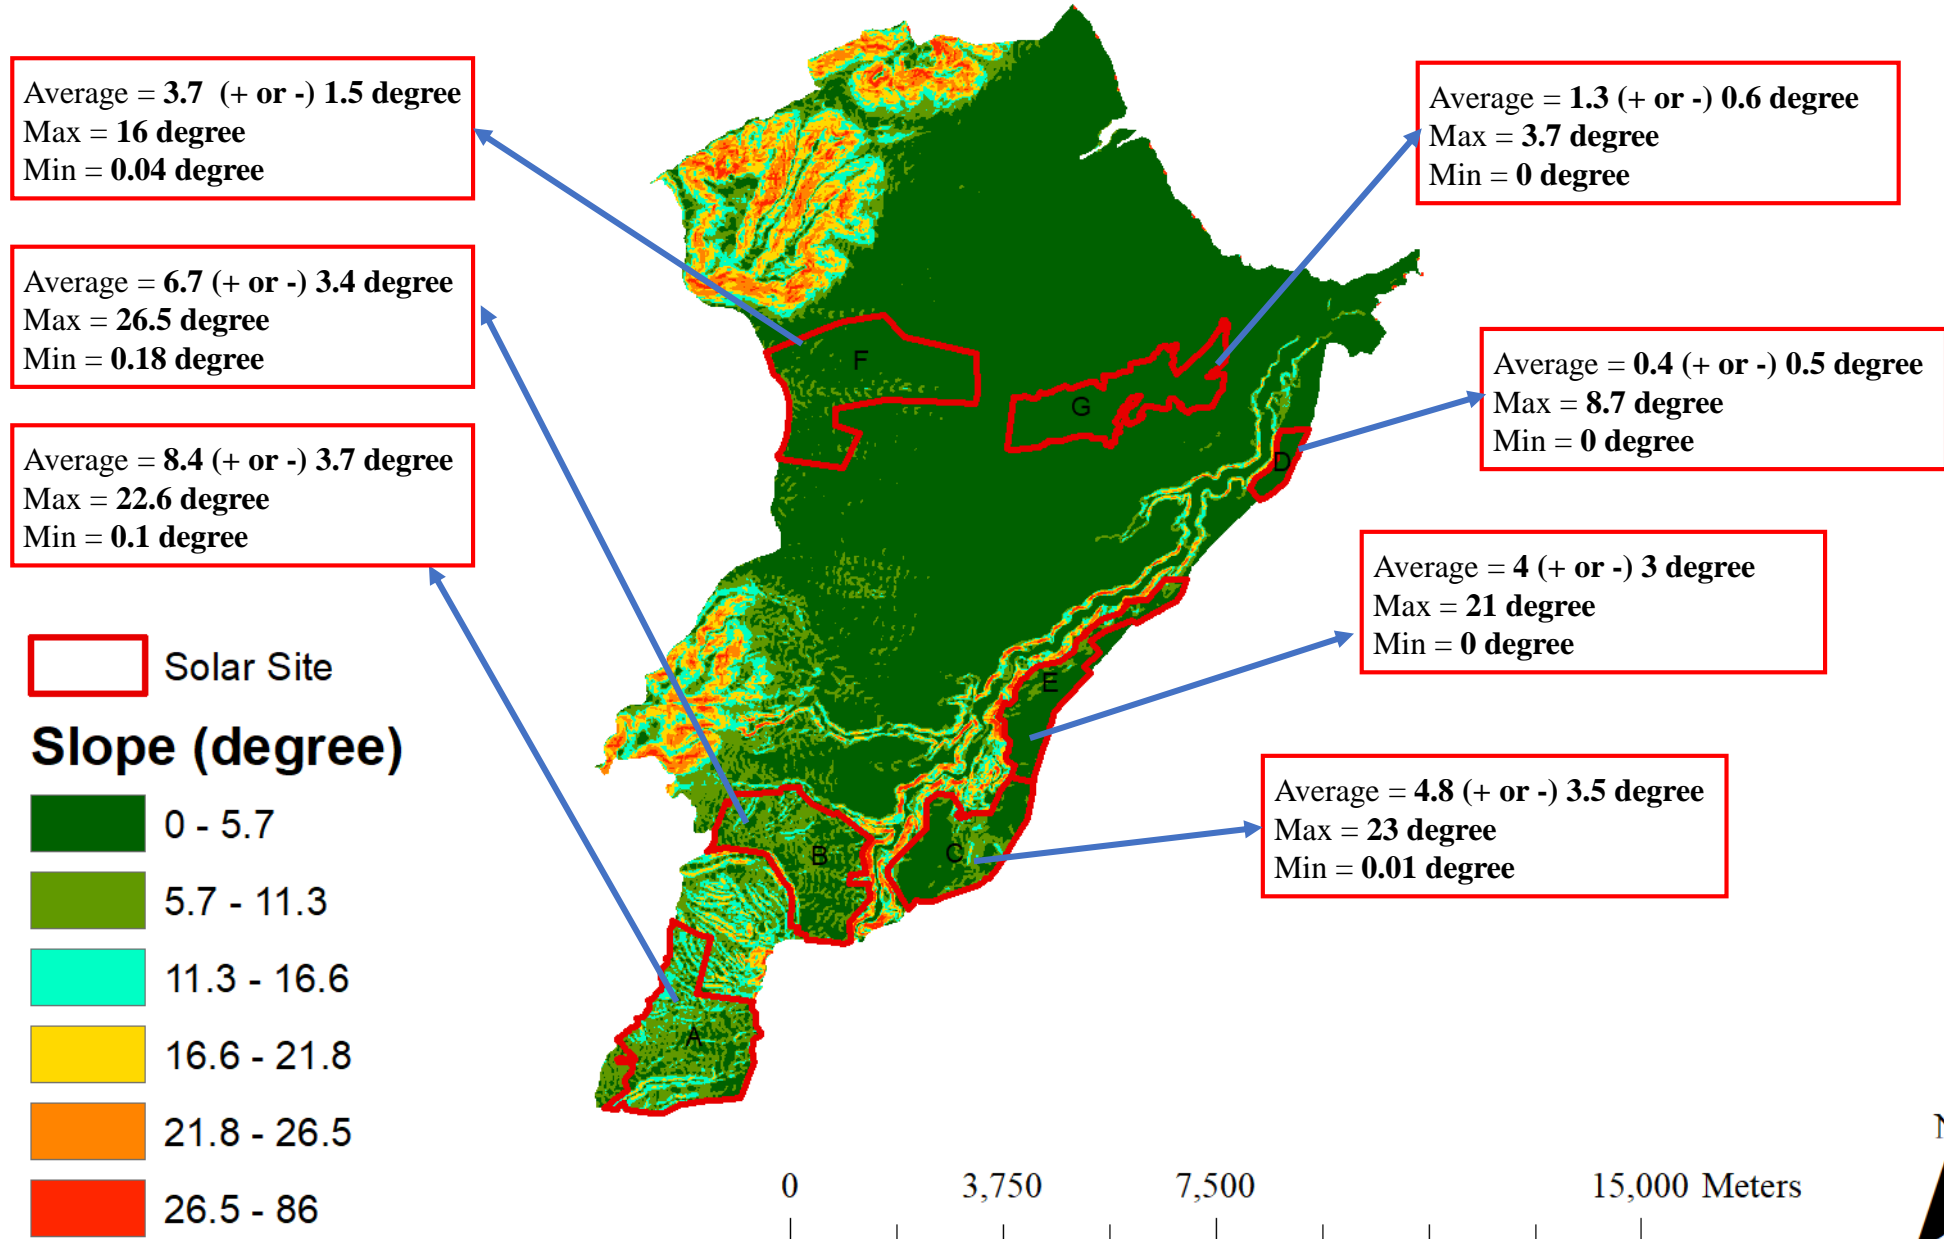 Average = 3.7  (+ or -) 1.5 degree
Max = 16 degree
Min = 0.04 degree
Average = 6.7 (+ or -) 3.4 degree
Max = 26.5 degree
Min = 0.18 degree
Average = 8.4 (+ or -) 3.7 degree
Max = 22.6 degree
Min = 0.1 degree
Average = 1.3 (+ or -) 0.6 degree
Max = 3.7 degree
Min = 0 degree
Average = 0.4 (+ or -) 0.5 degree
Max = 8.7 degree
Min = 0 degree
Average = 4 (+ or -) 3 degree
Max = 21 degree
Min = 0 degree
Average = 4.8 (+ or -) 3.5 degree
Max = 23 degree
Min = 0.01 degree
F
G
D
E
B
C
A
Solar Site
Slope (degree)
0 - 5.7
5.7 - 11.3
11.3 - 16.6
16.6 - 21.8
21.8 - 26.5
26.5 - 86
0 3,750 7,500 15,000 Meters